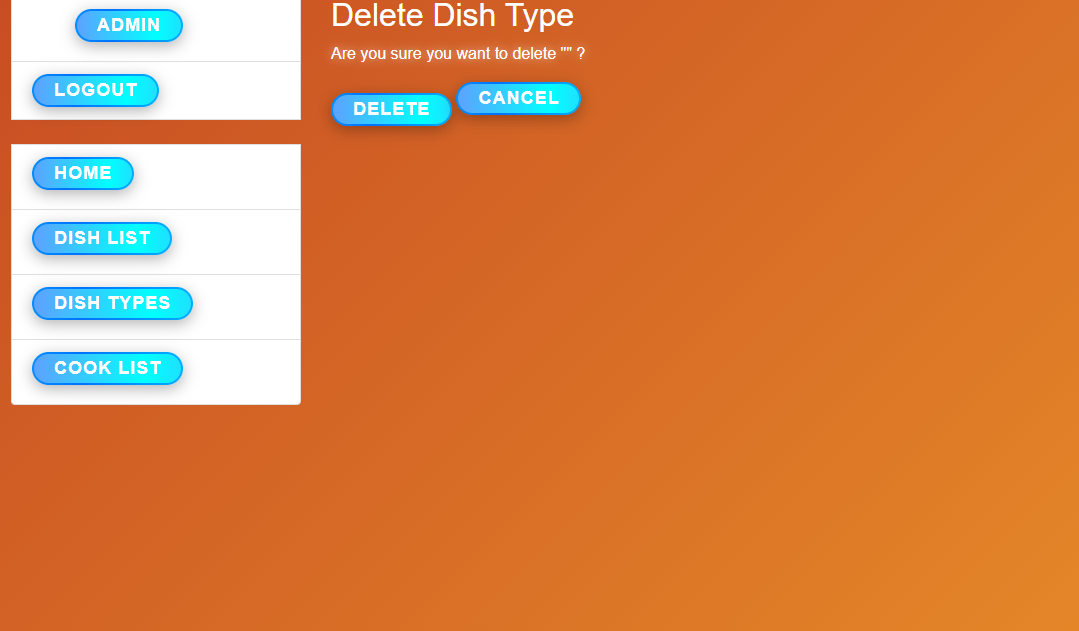 ADMIN
LOGOUT
HOME
DISH LIST
DISH TYPES
COOK LIST
Delete Dish Type
Are you sure you want to delete "" ?
DELETE CANCEL